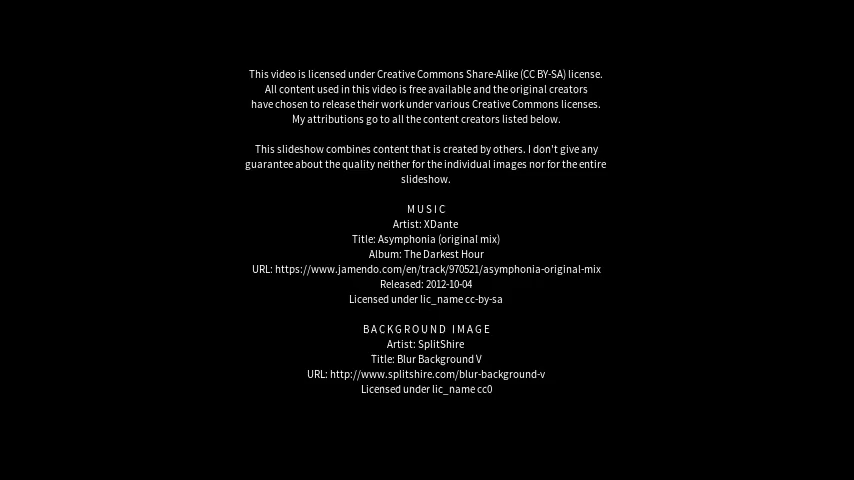 This video is licensed under Creative Commons Share-Alike (CC BY-SA) license.
All content used in this video is free available and the original creators
have chosen to release their work under various Creative Commons licenses.
My attributions go to all the content creators listed below.
This slideshow combines content that is created by others. I don't give any
guarantee about the quality neither for the individual images nor for the entire
slideshow.
MUSIC
Artist: XDante
Title: Asymphonia (original mix)
Album: The Darkest Hour
URL: https://www.jamendo.com/en/track/970521/asymphonia-original-mix
Released: 2012-10-04
Licensed under lic_name cc-by-sa
BACKGROUND IMAGE
Artist: SplitShire
Title: Blur Background V
URL: http://www.splitshire.com/blur-background-v
Licensed under lic_name cc0